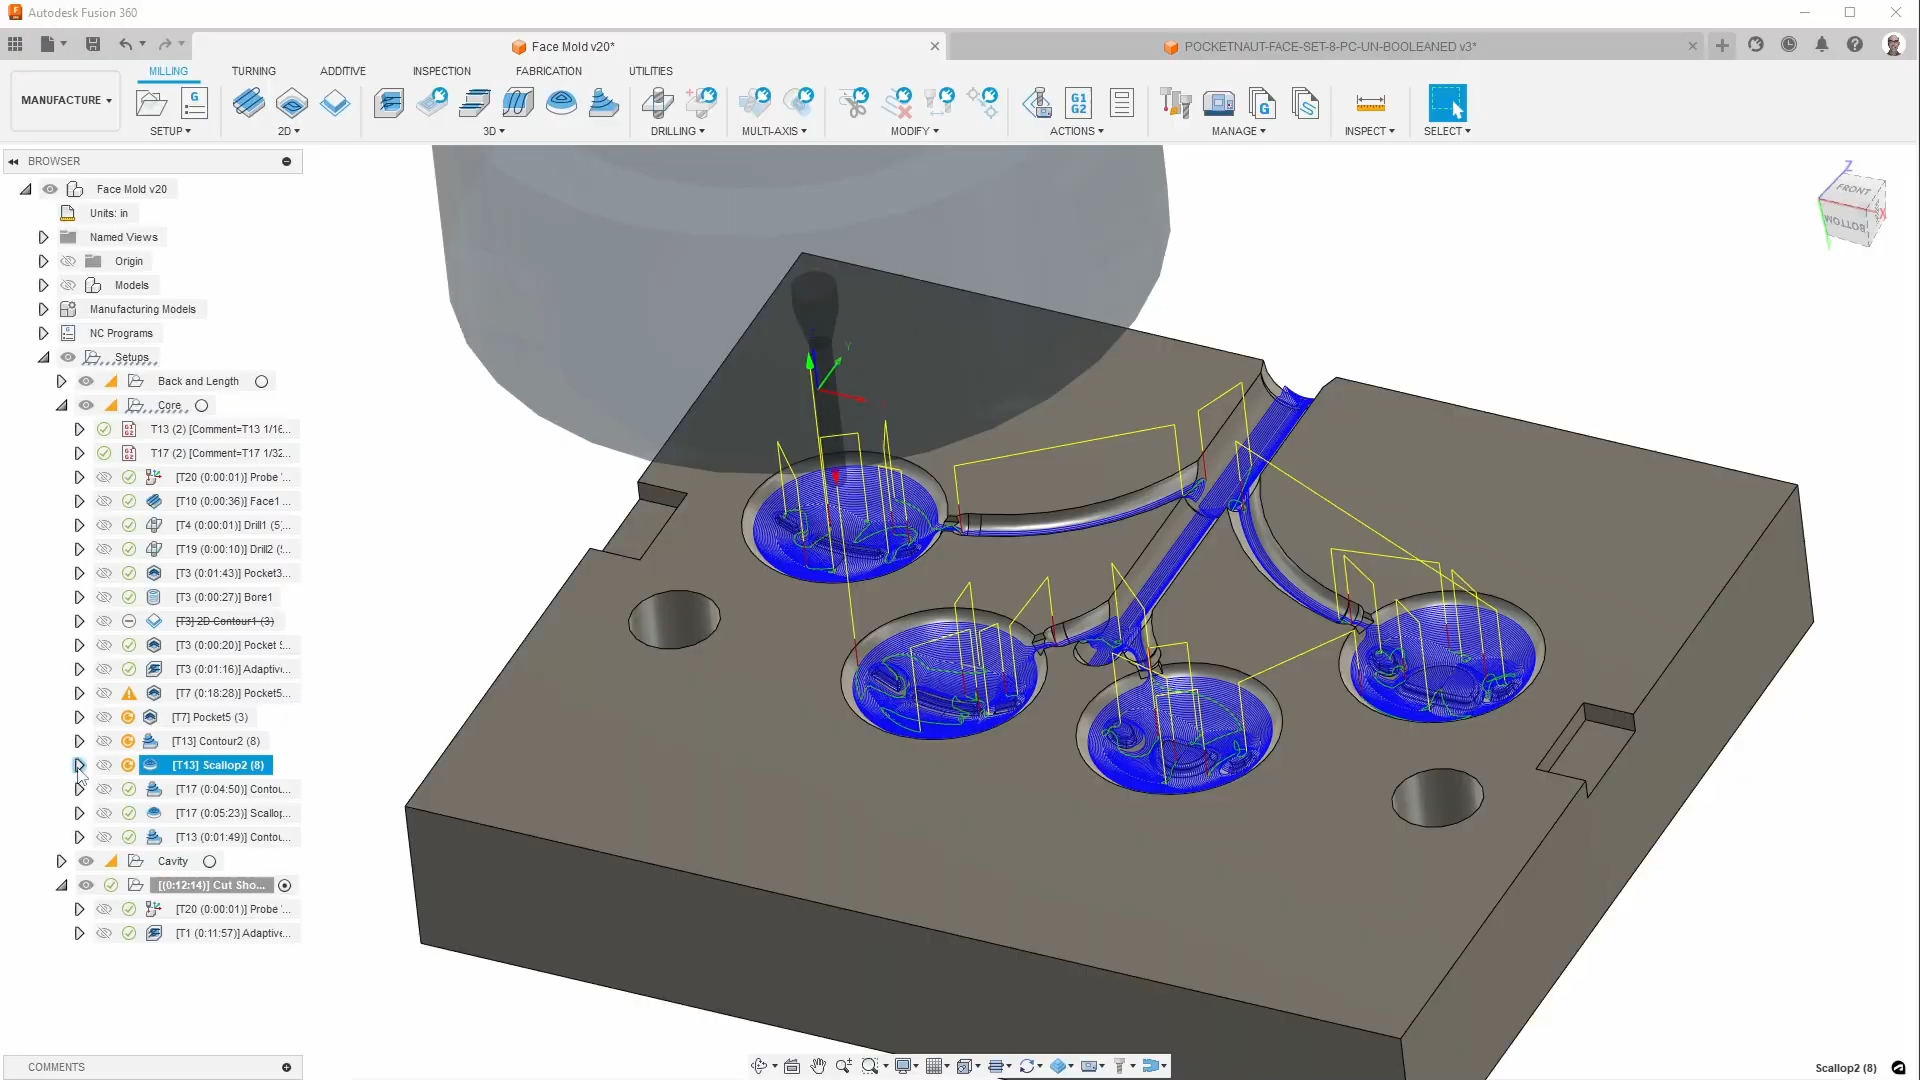 Autodesk Fusion 360
Face Mold v20*
POCKETNAUT-FACE-SET-8-PC-UN-BOOLEANED v3*
MILLING TURNING ADDITIVE INSPECTION FABRICATION UTILITIES
MANUFACTURE
G
G1
G2
G
SETUP 2D 3D DRILLING MULTI-AXIS MODIFY ACTIONS MANAGE INSPECT SELECT
BROWSER
Face Mold v20
Units: in
Named Views
Origin
Models
Manufacturing Models
NC Programs
Setups
Back and Length
Core
T13 (2) [Comment=T13 1/16...
T17 (2) [Comment=T17 1/32...
[T20 (0:00:01)] Probe '...
[T10 (0:00:36)] Face1 ...
[T4 (0:00:01)] Drill1 (5)...
[T19 (0:00:10)] Drill2 (...
[T3 (0:01:43)] Pocket3...
[T3 (0:00:27)] Bore1
[T3] 2D Contour1 (3)
[T3 (0:00:20)] Pocket ...
[T3 (0:01:16)] Adaptiv...
[T7 (0:18:28)] Pocket5...
[T7] Pocket5 (3)
[T13] Contour2 (8)
[T13] Scallop2 (8)
[T17 (0:04:50)] Contou...
[T17 (0:05:23)] Scallop...
[T13 (0:01:49)] Contou...
Cavity
[(0:12:14)] Cut Sho...
[T20 (0:00:01)] Probe '...
[T1 (0:11:57)] Adaptive...
COMMENTS
Z
FRONT
BOTTOM
X
Y
Scallop2 (8)